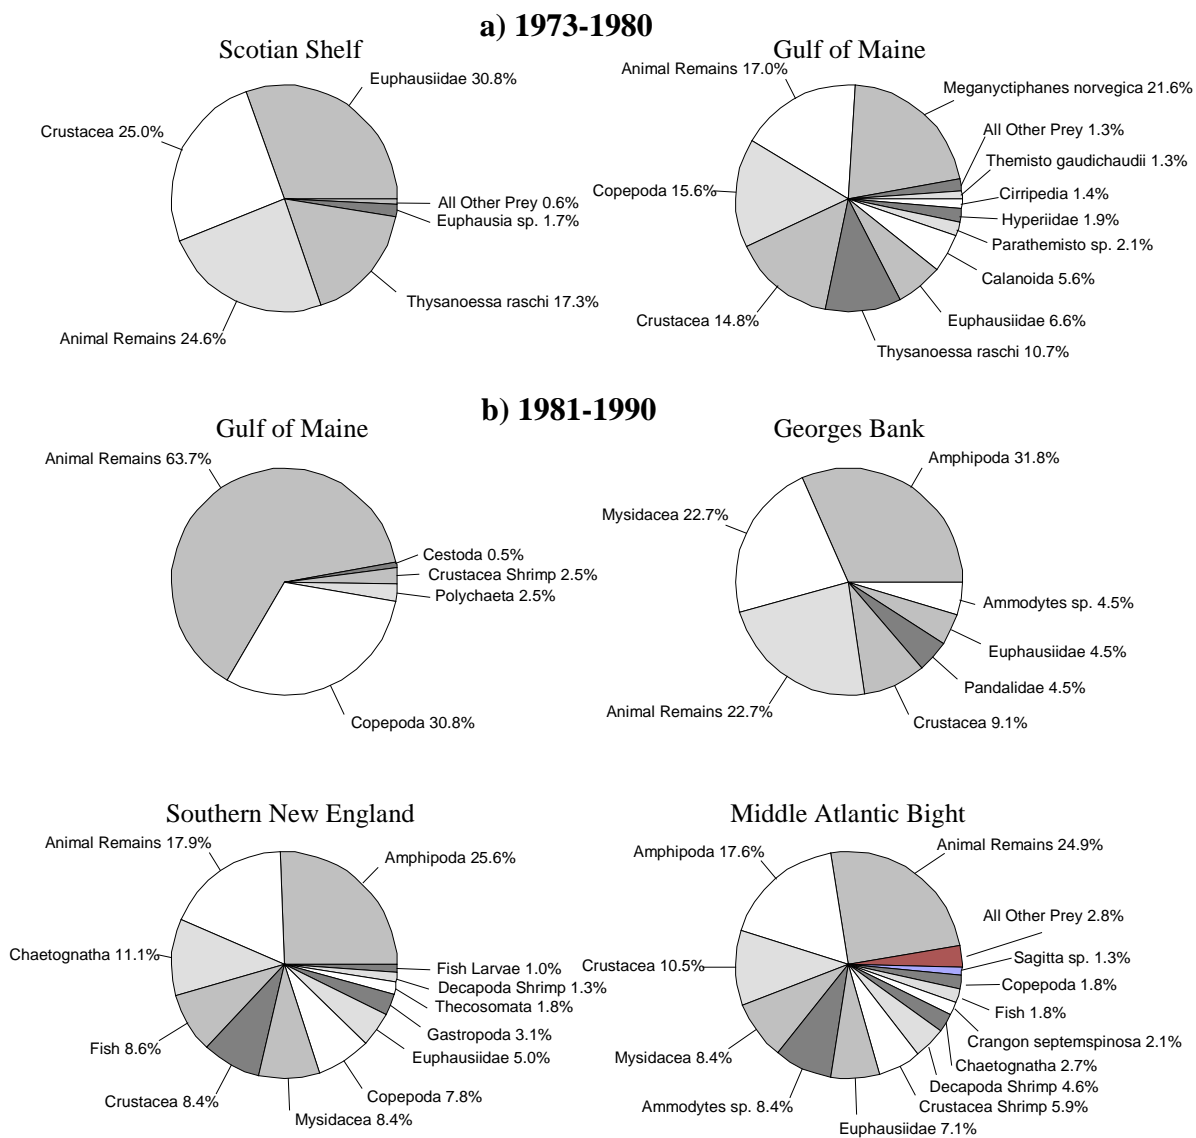 a) 1973-1980
Scotian Shelf
Euphausiidae 30.8%
Crustacea 25.0%
All Other Prey 0.6%
Euphausia sp. 1.7%
Thysanoessa raschi 17.3%
Animal Remains 24.6%
Gulf of Maine
Animal Remains 17.0%
Meganyctiphanes norvegica 21.6%
All Other Prey 1.3%
Themisto gaudichaudii 1.3%
Copepoda 15.6%
Cirripedia 1.4%
Hyperiidae 1.9%
Parathemisto sp. 2.1%
Calanoida 5.6%
Crustacea 14.8%
Euphausiidae 6.6%
Thysanoessa raschi 10.7%
b) 1981-1990
Gulf of Maine
Animal Remains 63.7%
Cestoda 0.5%
Crustacea Shrimp 2.5%
Polychaeta 2.5%
Copepoda 30.8%
Georges Bank
Amphipoda 31.8%
Mysidacea 22.7%
Ammodytes sp. 4.5%
Euphausiidae 4.5%
Pandalidae 4.5%
Animal Remains 22.7%
Crustacea 9.1%
Southern New England
Animal Remains 17.9%
Amphipoda 25.6%
Chaetognatha 11.1%
Fish Larvae 1.0%
Decapoda Shrimp 1.3%
Thecosomata 1.8%
Gastropoda 3.1%
Fish 8.6%
Euphausiidae 5.0%
Copepoda 7.8%
Crustacea 8.4%
Mysidacea 8.4%
Middle Atlantic Bight
Animal Remains 24.9%
Amphipoda 17.6%
All Other Prey 2.8%
Sagitta sp. 1.3%
Crustacea 10.5%
Copepoda 1.8%
Fish 1.8%
Crangon septemspinosa 2.1%
Mysidacea 8.4%
Chaetognatha 2.7%
Decapoda Shrimp 4.6%
Ammodytes sp. 8.4%
Crustacea Shrimp 5.9%
Euphausiidae 7.1%